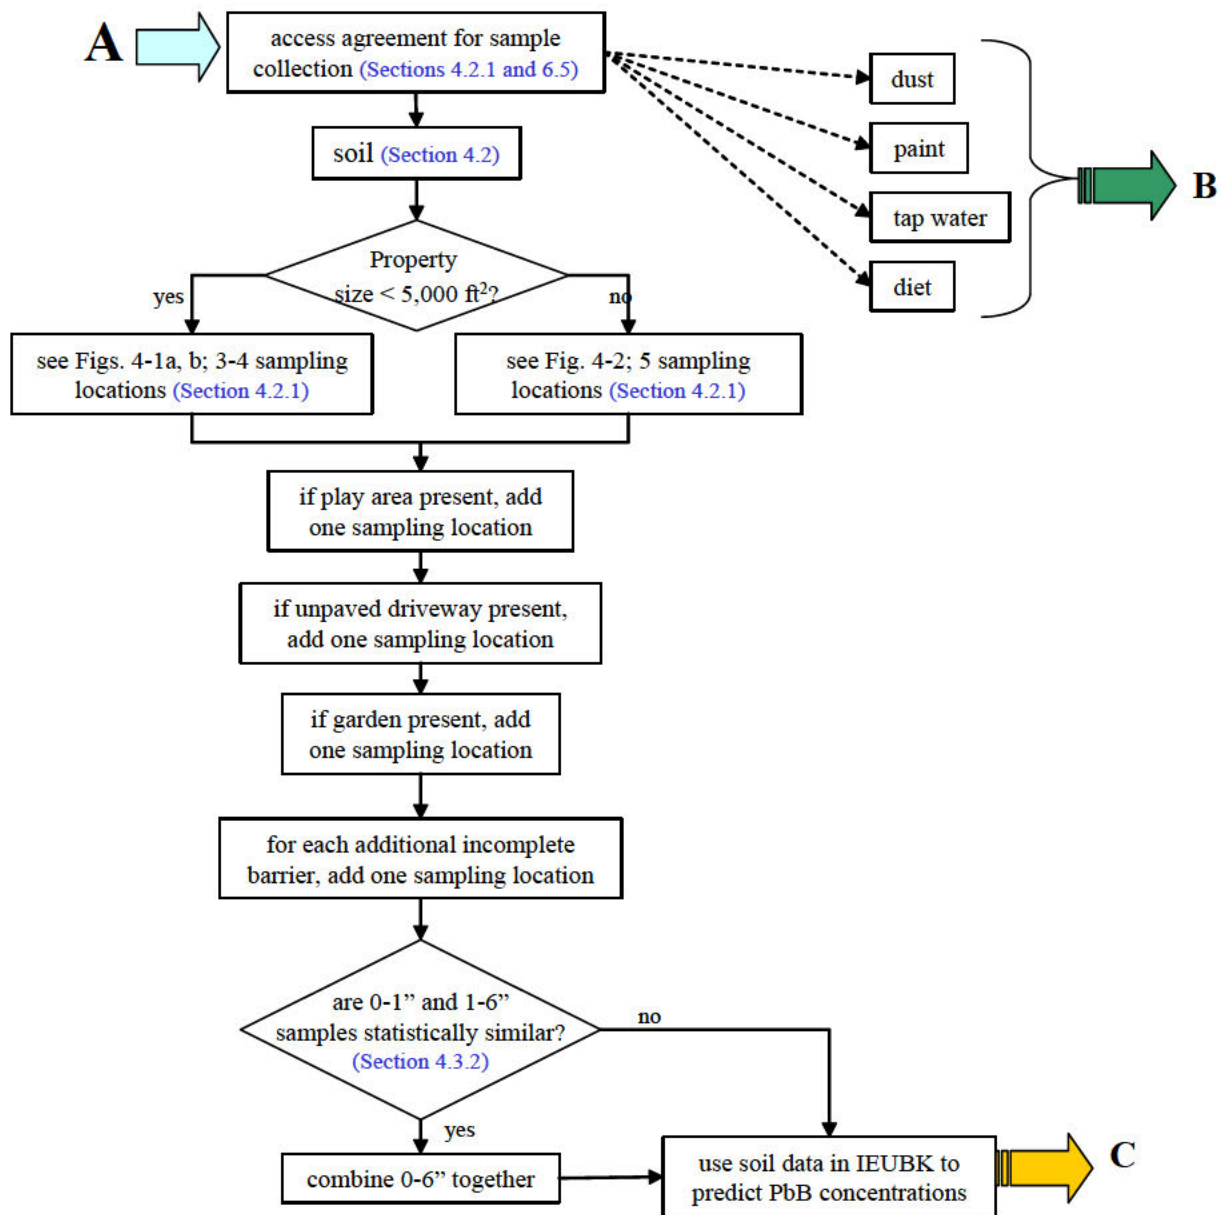 A
access agreement for sample
collection (Sections 4.2.1 and 6.5)
dust
paint
tap water
diet
B
soil (Section 4.2)
Property
size < 5,000 ft²?
yes
no
see Figs. 4-1a, b; 3-4 sampling
locations (Section 4.2.1)
see Fig. 4-2; 5 sampling
locations (Section 4.2.1)
if play area present, add
one sampling location
if unpaved driveway present,
add one sampling location
if garden present, add
one sampling location
for each additional incomplete
barrier, add one sampling location
are 0-1” and 1-6”
samples statistically similar?
(Section 4.3.2)
no
yes
combine 0-6” together
use soil data in IEUBK to
predict PbB concentrations
C